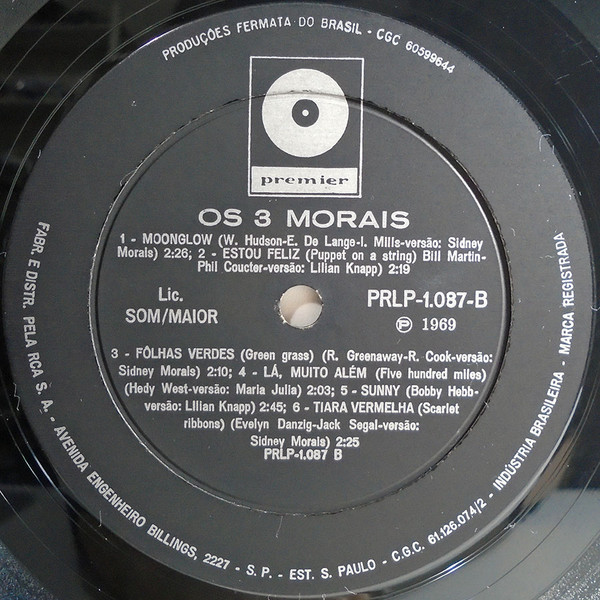 PRODUÇÕES FERMATA DO BRASIL - CGC 60599644
premier
OS 3 MORAIS
1 - MOONGLOW (W. Hudson-E. De Lange-I. Mills-versão: Sidney
Morais) 2:26; 2 - ESTOU FELIZ (Puppet on a string) Bill Martin-
Phil Coucter-versão: Lilian Knapp) 2:19
Lic.
SOM/MAIOR
PRLP-1.087-B
Ⓟ 1969
3 - FÔLHAS VERDES (Green grass) (R. Greenaway-R. Cook-versão:
Sidney Morais) 2:10; 4 - LÁ, MUITO ALÉM (Five hundred miles)
(Hedy West-versão: Maria Julia) 2:03; 5 - SUNNY (Bobby Hebb-
versão: Lilian Knapp) 2:45; 6 - TIARA VERMELHA (Scarlet
ribbons) (Evelyn Danzig-Jack Segal-versão:
Sidney Morais) 2:25
PRLP-1.087 B
FABR. E DISTR. PELA RCA S. A. - AVENIDA ENGENHEIRO BILLINGS, 2227 - S. P. - EST. S. PAULO - C.G.C. 61.126.074/2 - INDÚSTRIA BRASILEIRA - MARCA REGISTRADA